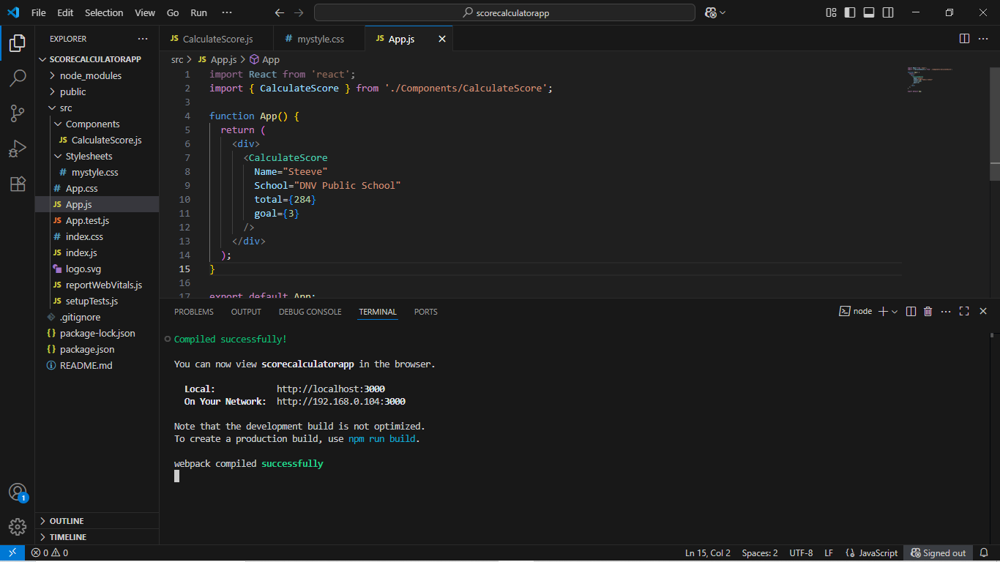 File Edit Selection View Go Run ··· scorecalculatorapp
EXPLORER ···
SCORECALCULATORAPP
node_modules
public
src
Components
JS CalculateScore.js
Stylesheets
# mystyle.css
# App.css
JS App.js
JS App.test.js
# index.css
JS index.js
logo.svg
JS reportWebVitals.js
JS setupTests.js
.gitignore
{} package-lock.json
{} package.json
README.md
OUTLINE
TIMELINE
1
JS CalculateScore.js # mystyle.css JS App.js
src > JS App.js > App
1 import React from 'react';
2 import { CalculateScore } from './Components/CalculateScore';
3
4 function App() {
5 return (
6 <div>
7 <CalculateScore
8 Name="Steeve"
9 School="DNV Public School"
10 total={284}
11 goal={3}
12 />
13 </div>
14 );
15 }
16
17 export default App;
PROBLEMS OUTPUT DEBUG CONSOLE TERMINAL PORTS node ···
Compiled successfully!
You can now view scorecalculatorapp in the browser.
Local: http://localhost:3000
On Your Network: http://192.168.0.104:3000
Note that the development build is not optimized.
To create a production build, use npm run build.
webpack compiled successfully
0 0 Ln 15, Col 2 Spaces: 2 UTF-8 LF {} JavaScript Signed out